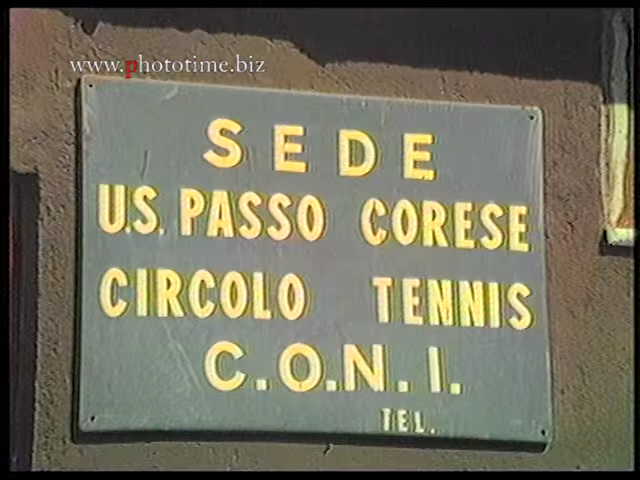 www.phototime.biz
SEDE
U.S. PASSO CORESE
CIRCOLO TENNIS
C.O.N.I.
TEL.